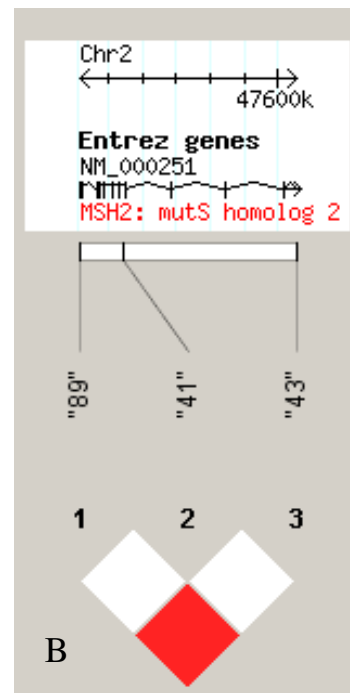 Chr2
47600k
Entrez genes
NM_000251
MSH2: mutS homolog 2
"89" "41" "43"
1 2 3
B